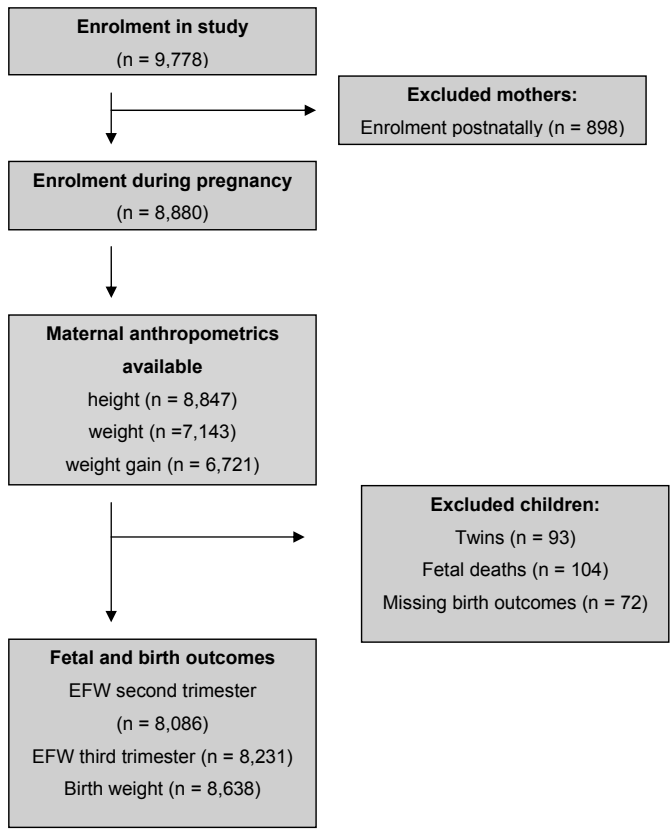 Enrolment in study
(n = 9,778)
Excluded mothers:
Enrolment postnatally (n = 898)
Enrolment during pregnancy
(n = 8,880)
Maternal anthropometrics
available
height (n = 8,847)
weight (n =7,143)
weight gain (n = 6,721)
Excluded children:
Twins (n = 93)
Fetal deaths (n = 104)
Missing birth outcomes (n = 72)
Fetal and birth outcomes
EFW second trimester
(n = 8,086)
EFW third trimester (n = 8,231)
Birth weight (n = 8,638)